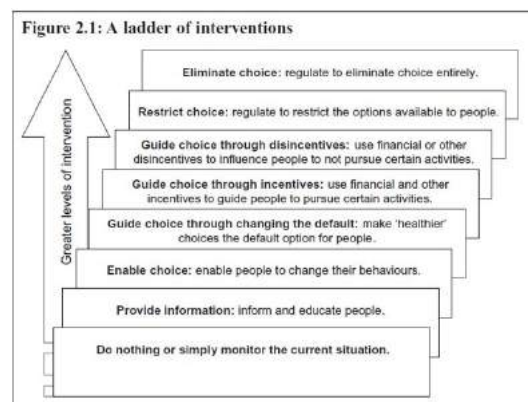 Figure 2.1: A ladder of interventions
Greater levels of intervention
Eliminate choice: regulate to eliminate choice entirely.
Restrict choice: regulate to restrict the options available to people.
Guide choice through disincentives: use financial or other
disincentives to influence people to not pursue certain activities.
Guide choice through incentives: use financial and other
incentives to guide people to pursue certain activities.
Guide choice through changing the default: make ‘healthier’
choices the default option for people.
Enable choice: enable people to change their behaviours.
Provide information: inform and educate people.
Do nothing or simply monitor the current situation.